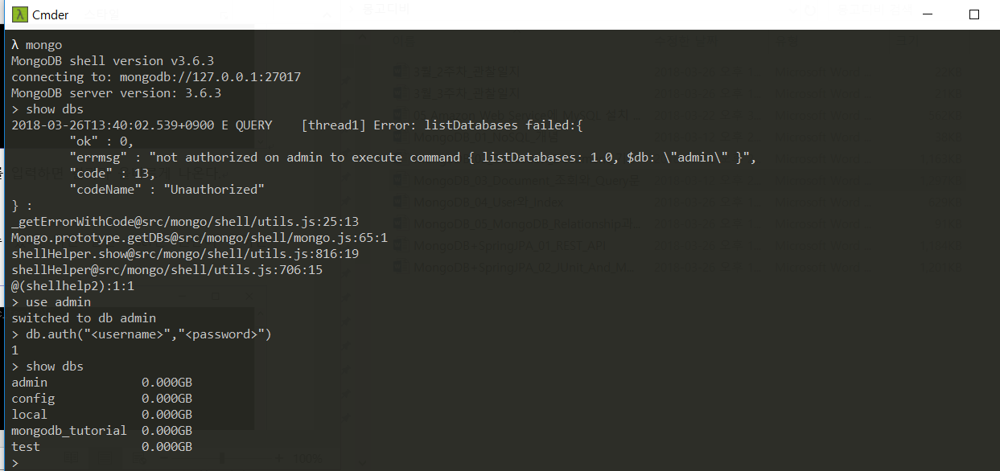 Cmder
λ mongo
MongoDB shell version v3.6.3
connecting to: mongodb://127.0.0.1:27017
MongoDB server version: 3.6.3
> show dbs
2018-03-26T13:40:02.539+0900 E QUERY    [thread1] Error: listDatabases failed:{
        "ok" : 0,
        "errmsg" : "not authorized on admin to execute command { listDatabases: 1.0, $db: \"admin\" }",
        "code" : 13,
        "codeName" : "Unauthorized"
} :
_getErrorWithCode@src/mongo/shell/utils.js:25:13
Mongo.prototype.getDBs@src/mongo/shell/mongo.js:65:1
shellHelper.show@src/mongo/shell/utils.js:816:19
shellHelper@src/mongo/shell/utils.js:706:15
@(shellhelp2):1:1
> use admin
switched to db admin
> db.auth("<username>","<password>")
1
> show dbs
admin             0.000GB
config            0.000GB
local             0.000GB
mongodb_tutorial  0.000GB
test              0.000GB
>